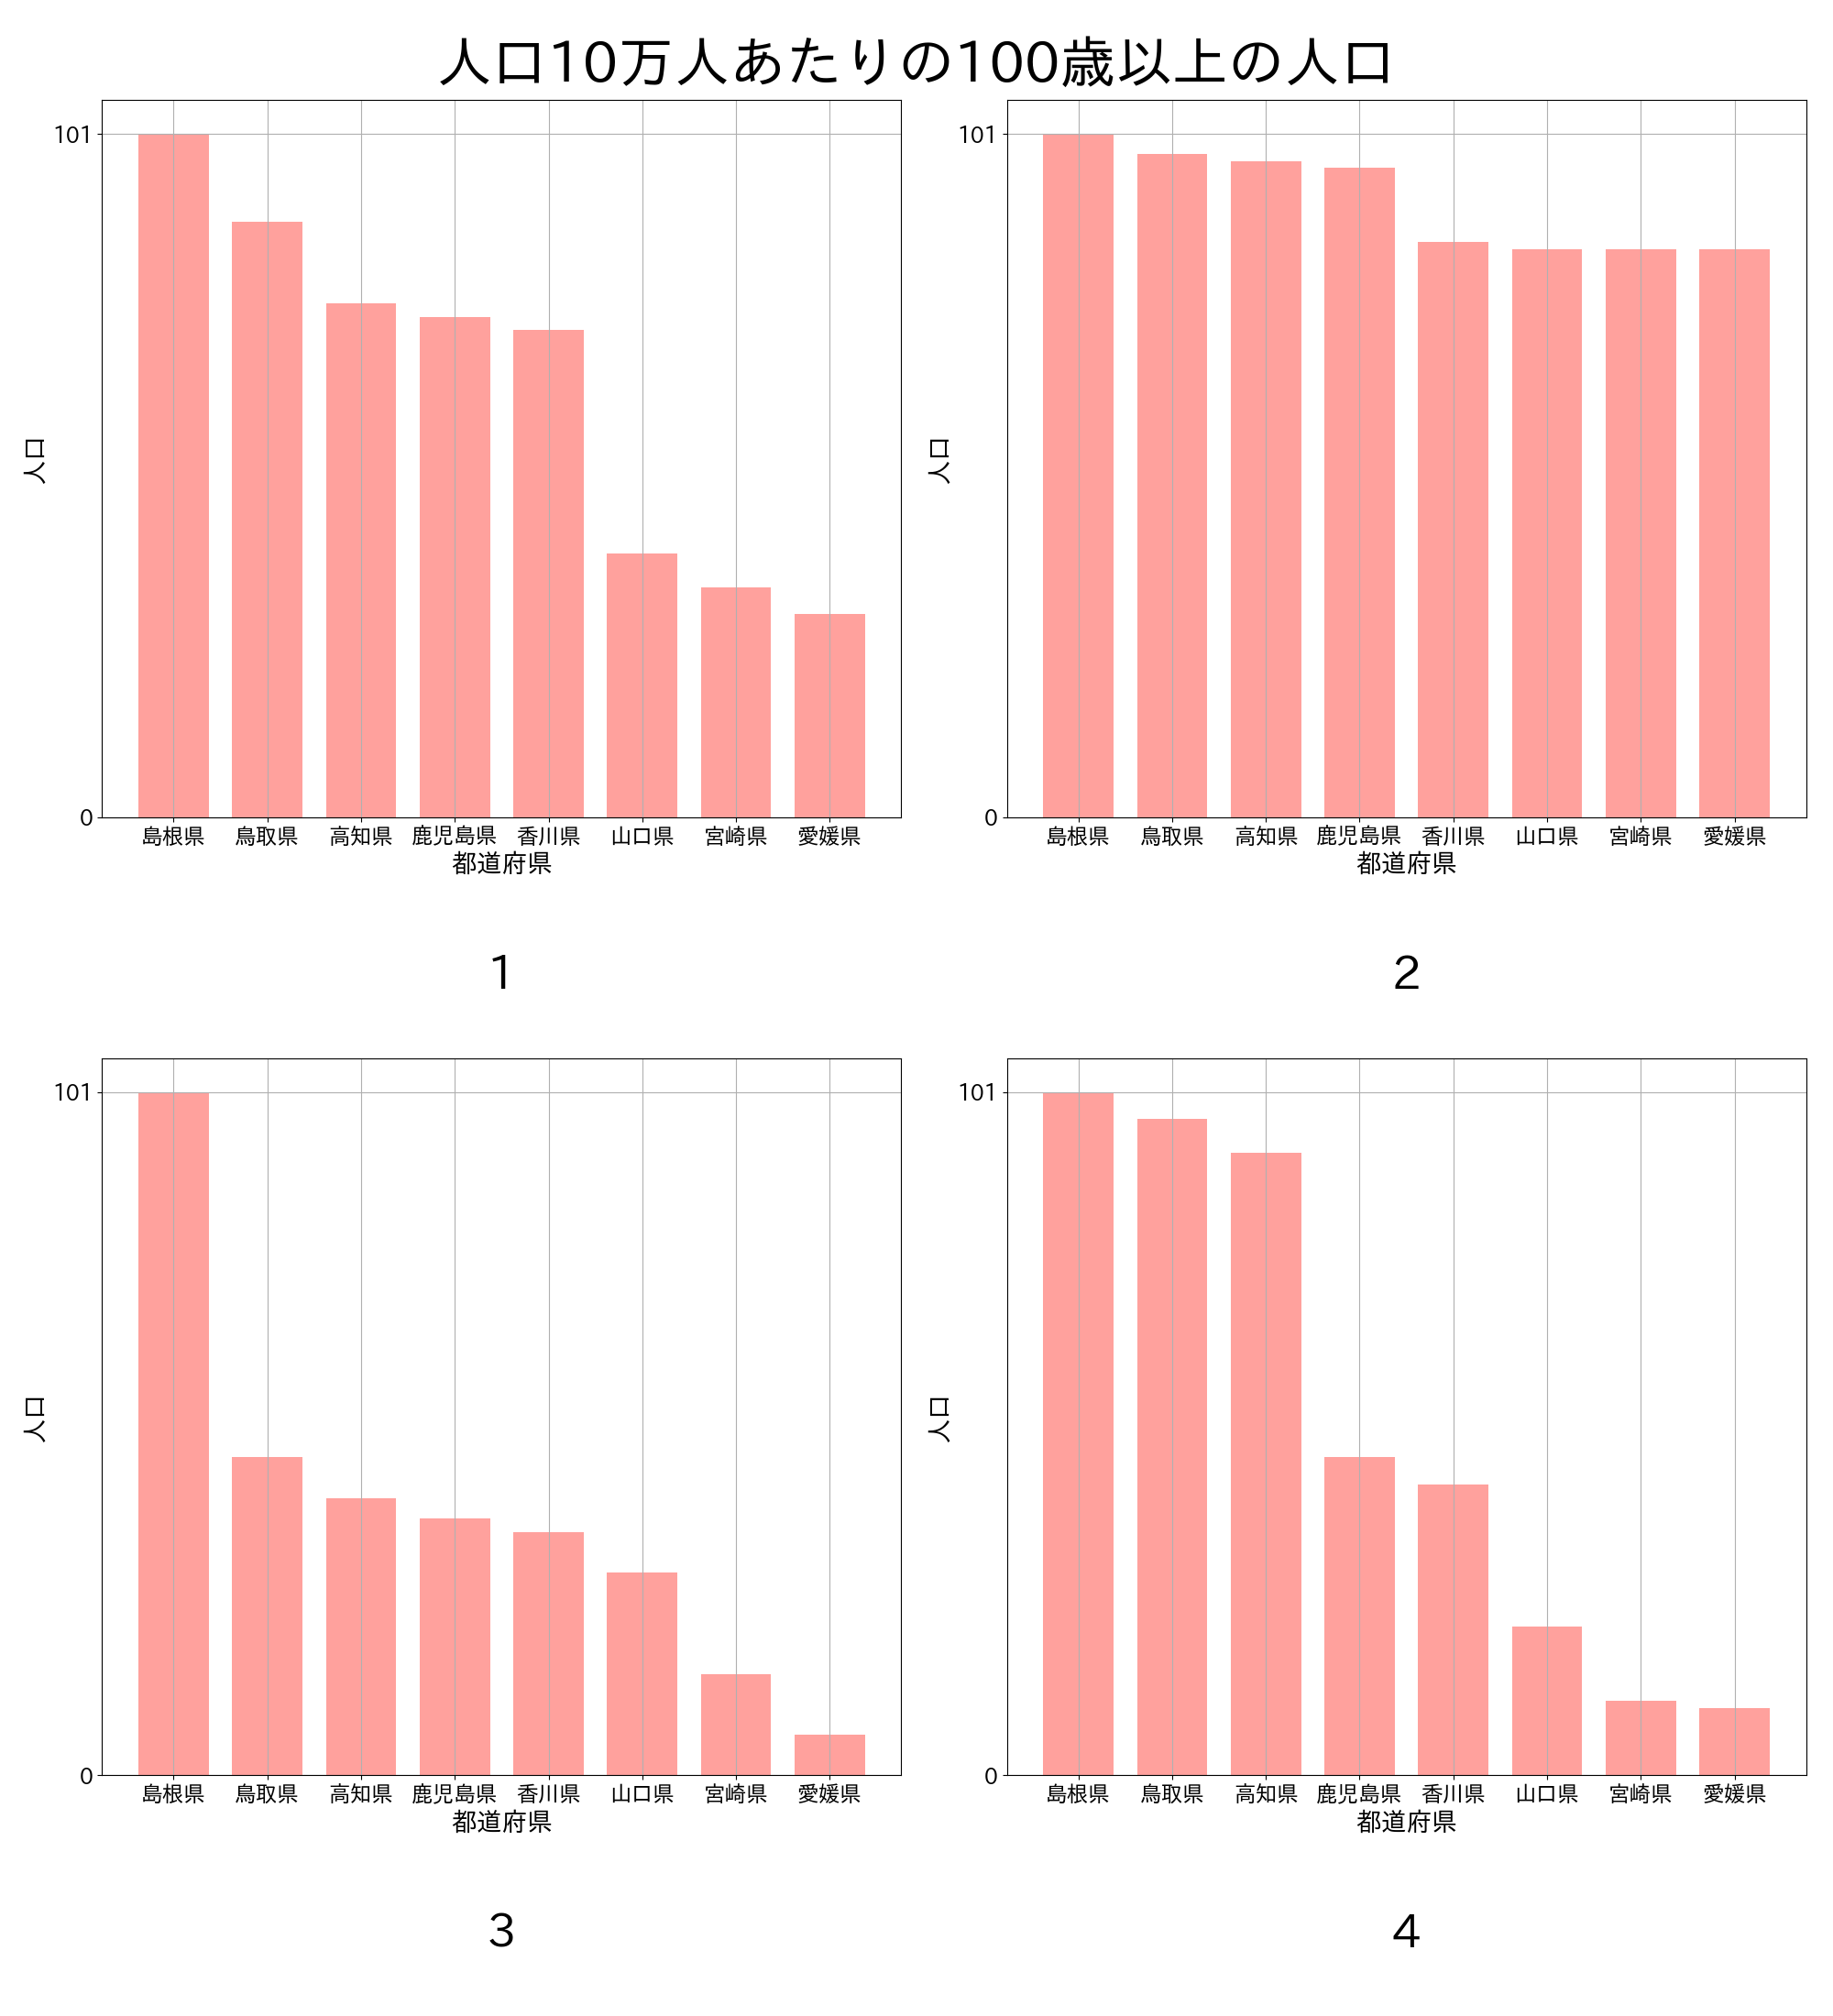 人口10万人あたりの100歳以上の人口
人口
101
0
島根県 鳥取県 高知県 鹿児島県 香川県 山口県 宮崎県 愛媛県
都道府県
1
人口
101
0
島根県 鳥取県 高知県 鹿児島県 香川県 山口県 宮崎県 愛媛県
都道府県
2
人口
101
0
島根県 鳥取県 高知県 鹿児島県 香川県 山口県 宮崎県 愛媛県
都道府県
3
人口
101
0
島根県 鳥取県 高知県 鹿児島県 香川県 山口県 宮崎県 愛媛県
都道府県
4